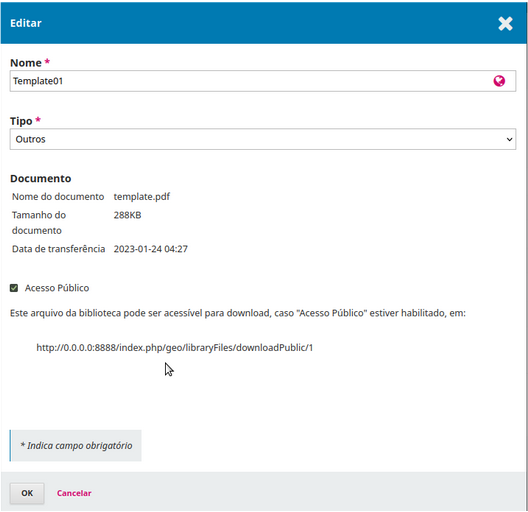 Editar
Nome *
Template01
Tipo *
Outros
Documento
Nome do documento template.pdf
Tamanho do 288KB
documento
Data de transferência 2023-01-24 04:27
Acesso Público
Este arquivo da biblioteca pode ser acessível para download, caso "Acesso Público" estiver habilitado, em:
http://0.0.0.0:8888/index.php/geo/libraryFiles/downloadPublic/1
* Indica campo obrigatório
OK Cancelar